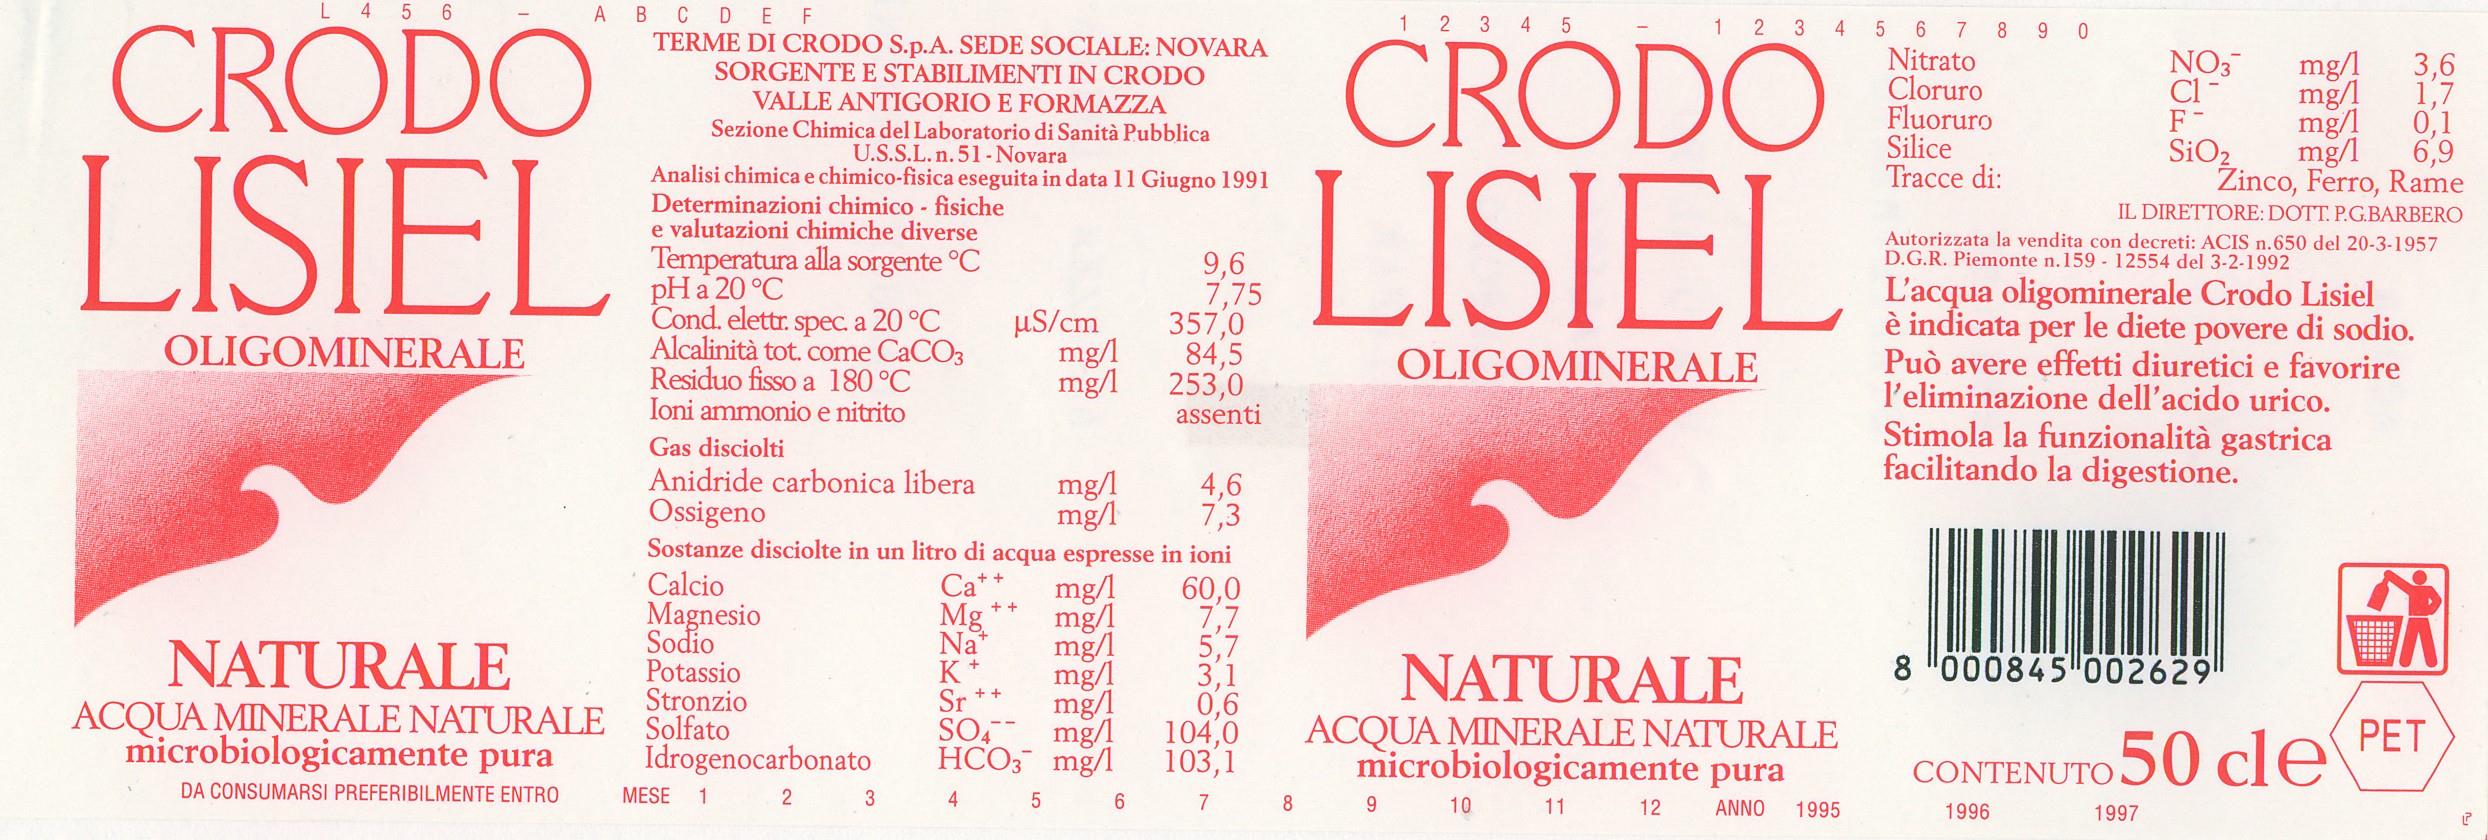 L 4 5 6 – A B C D E F
1 2 3 4 5 – 1 2 3 4 5 6 7 8 9 0
CRODO
LISIEL
OLIGOMINERALE
NATURALE
ACQUA MINERALE NATURALE
microbiologicamente pura
TERME DI CRODO S.p.A. SEDE SOCIALE: NOVARA
SORGENTE E STABILIMENTI IN CRODO
VALLE ANTIGORIO E FORMAZZA
Sezione Chimica del Laboratorio di Sanità Pubblica
U.S.S.L. n. 51 - Novara
Analisi chimica e chimico-fisica eseguita in data 11 Giugno 1991
Determinazioni chimico - fisiche
e valutazioni chimiche diverse
Temperatura alla sorgente °C 9,6
pH a 20 °C 7,75
Cond. elettr. spec. a 20 °C µS/cm 357,0
Alcalinità tot. come CaCO₃ mg/l 84,5
Residuo fisso a 180 °C mg/l 253,0
Ioni ammonio e nitrito assenti
Gas disciolti
Anidride carbonica libera mg/l 4,6
Ossigeno mg/l 7,3
Sostanze disciolte in un litro di acqua espresse in ioni
Calcio Ca⁺⁺ mg/l 60,0
Magnesio Mg⁺⁺ mg/l 7,7
Sodio Na⁺ mg/l 5,7
Potassio K⁺ mg/l 3,1
Stronzio Sr⁺⁺ mg/l 0,6
Solfato SO₄⁻⁻ mg/l 104,0
Idrogenocarbonato HCO₃⁻ mg/l 103,1
CRODO
LISIEL
OLIGOMINERALE
NATURALE
ACQUA MINERALE NATURALE
microbiologicamente pura
Nitrato NO₃⁻ mg/l 3,6
Cloruro Cl⁻ mg/l 1,7
Fluoruro F⁻ mg/l 0,1
Silice SiO₂ mg/l 6,9
Tracce di: Zinco, Ferro, Rame
IL DIRETTORE: DOTT. P.G.BARBERO
Autorizzata la vendita con decreti: ACIS n.650 del 20-3-1957
D.G.R. Piemonte n.159 - 12554 del 3-2-1992
L'acqua oligominerale Crodo Lisiel
è indicata per le diete povere di sodio.
Può avere effetti diuretici e favorire
l'eliminazione dell'acido urico.
Stimola la funzionalità gastrica
facilitando la digestione.
8 000845 002629
PET
CONTENUTO 50 cl e
DA CONSUMARSI PREFERIBILMENTE ENTRO MESE 1 2 3 4 5 6 7 8 9 10 11 12 ANNO 1995 1996 1997